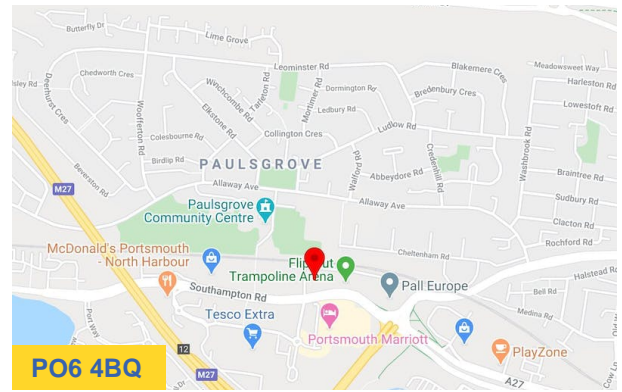 Butterfly Dr
Lime Grove
Leominster Rd
Blakemere Cres
Meadowsweet Way
Deerhurst Cres
Chedworth Cres
Winchcombe Rd
Tarleton Rd
Mortimer Rd
Dormington Rd
Bredenbury Cres
Harleston Rd
Woofferton Rd
Elkstone Rd
Ledbury Rd
Lowestoft Rd
Colesbourne Rd
Collington Cres
Ludlow Rd
Credenhill Rd
Washbrook Rd
Birdlip Rd
PAULSGROVE
Walford Rd
Abbeydore Rd
Braintree Rd
Beverston Rd
M27
Allaway Ave
Allaway Ave
Sudbury Rd
Paulsgrove
Community Centre
Clacton Rd
Rochford Rd
McDonald's Portsmouth
- North Harbour
Cheltenham Rd
Trampoline Arena
Halstead Rd
Southampton Rd
Pall Europe
Bell Rd
Medina Rd
Port Way
Tesco Extra
Portsmouth Marriott
12
PlayZone
M27
A27
PO6 4BQ